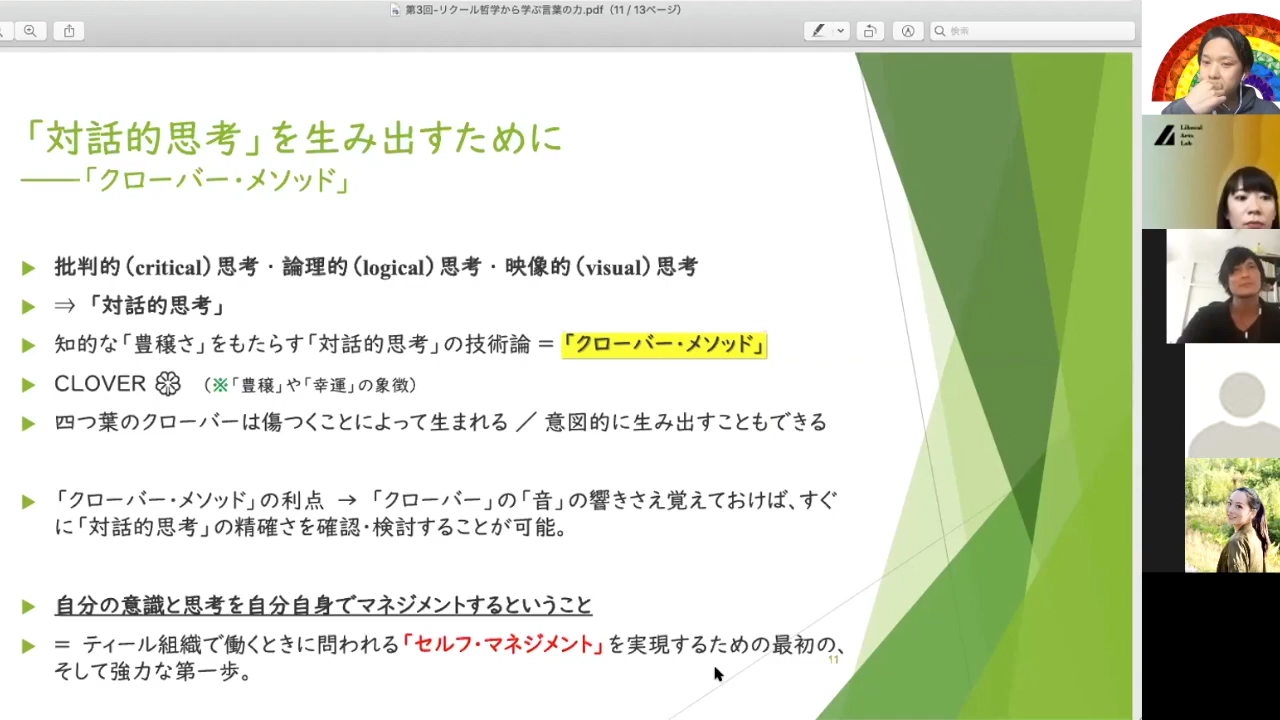 第3回-リクール哲学から学ぶ言葉の力.pdf（11 / 13ページ）
検索
「対話的思考」を生み出すために
——「クローバー・メソッド」
批判的（critical）思考・論理的（logical）思考・映像的（visual）思考
⇒ 「対話的思考」
知的な「豊穣さ」をもたらす「対話的思考」の技術論 = 「クローバー・メソッド」
CLOVER （※「豊穣」や「幸運」の象徴）
四つ葉のクローバーは傷つくことによって生まれる ／ 意図的に生み出すこともできる
「クローバー・メソッド」の利点 → 「クローバー」の「音」の響きさえ覚えておけば、すぐ
に「対話的思考」の精確さを確認・検討することが可能。
自分の意識と思考を自分自身でマネジメントするということ
= ティール組織で働くときに問われる「セルフ・マネジメント」を実現するための最初の、
そして強力な第一歩。
11
Liberal
Arts
Lab